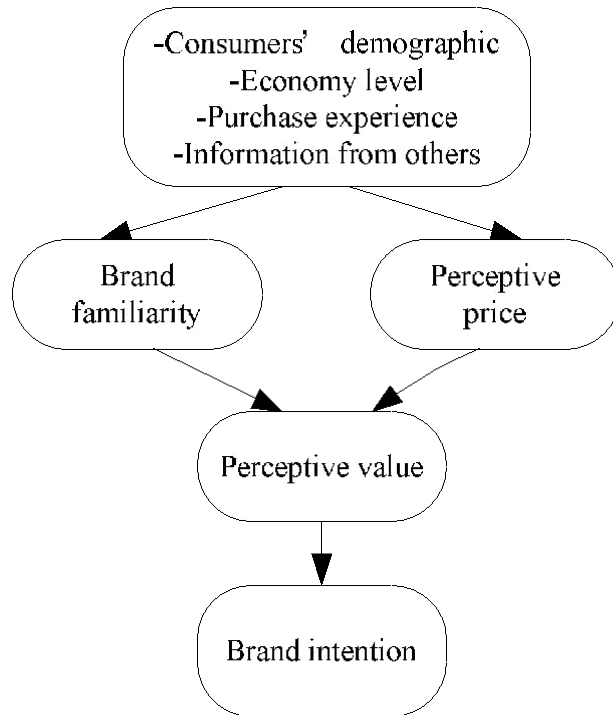 -Consumers' demographic
-Economy level
-Purchase experience
-Information from others
Brand
familiarity
Perceptive
price
Perceptive value
Brand intention